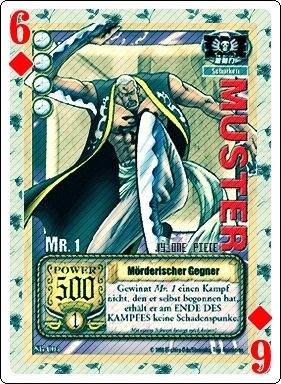 6
Schurken
MUSTER
MR. 1
ONE PIECE
POWER
500
1
Mörderischer Gegner
Gewinnt Mr. 1 einen Kampf
nicht, den er selbst begonnen hat,
erhält er am ENDE DES
KAMPFES keine Schadenspunkte.
6